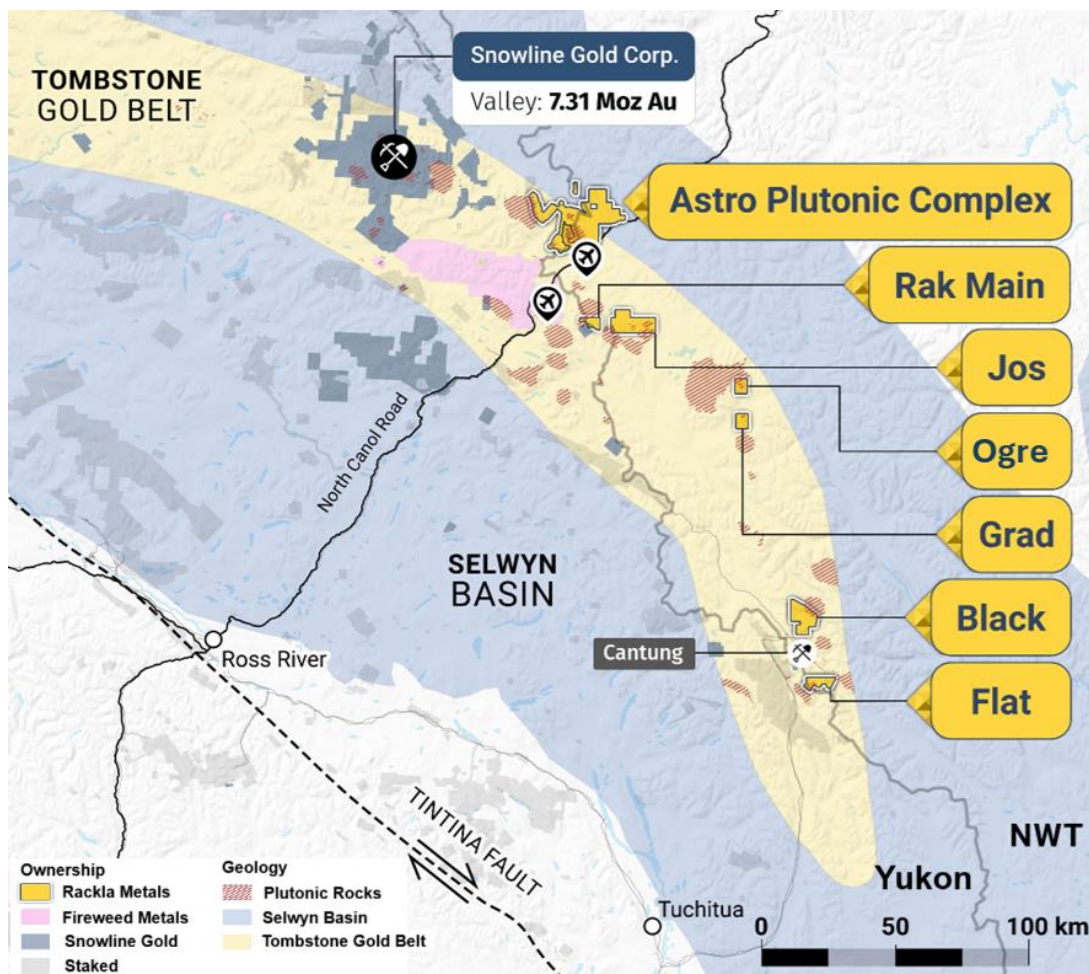 TOMBSTONE
GOLD BELT
Snowline Gold Corp.
Valley: 7.31 Moz Au
Astro Plutonic Complex
Rak Main
Jos
Ogre
Grad
Black
Flat
North Canol Road
SELWYN
BASIN
Cantung
Ross River
TINTINA FAULT
Tuchitua
NWT
Yukon
0 50 100 km
Ownership
Rackla Metals
Fireweed Metals
Snowline Gold
Staked
Geology
Plutonic Rocks
Selwyn Basin
Tombstone Gold Belt